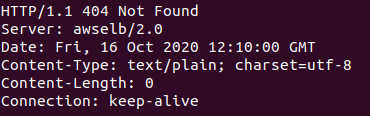 HTTP/1.1 404 Not Found
Server: awselb/2.0
Date: Fri, 16 Oct 2020 12:10:00 GMT
Content-Type: text/plain; charset=utf-8
Content-Length: 0
Connection: keep-alive